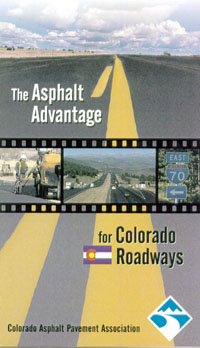 The Asphalt
Advantage
EAST
70
for Colorado
Roadways
Colorado Asphalt Pavement Association